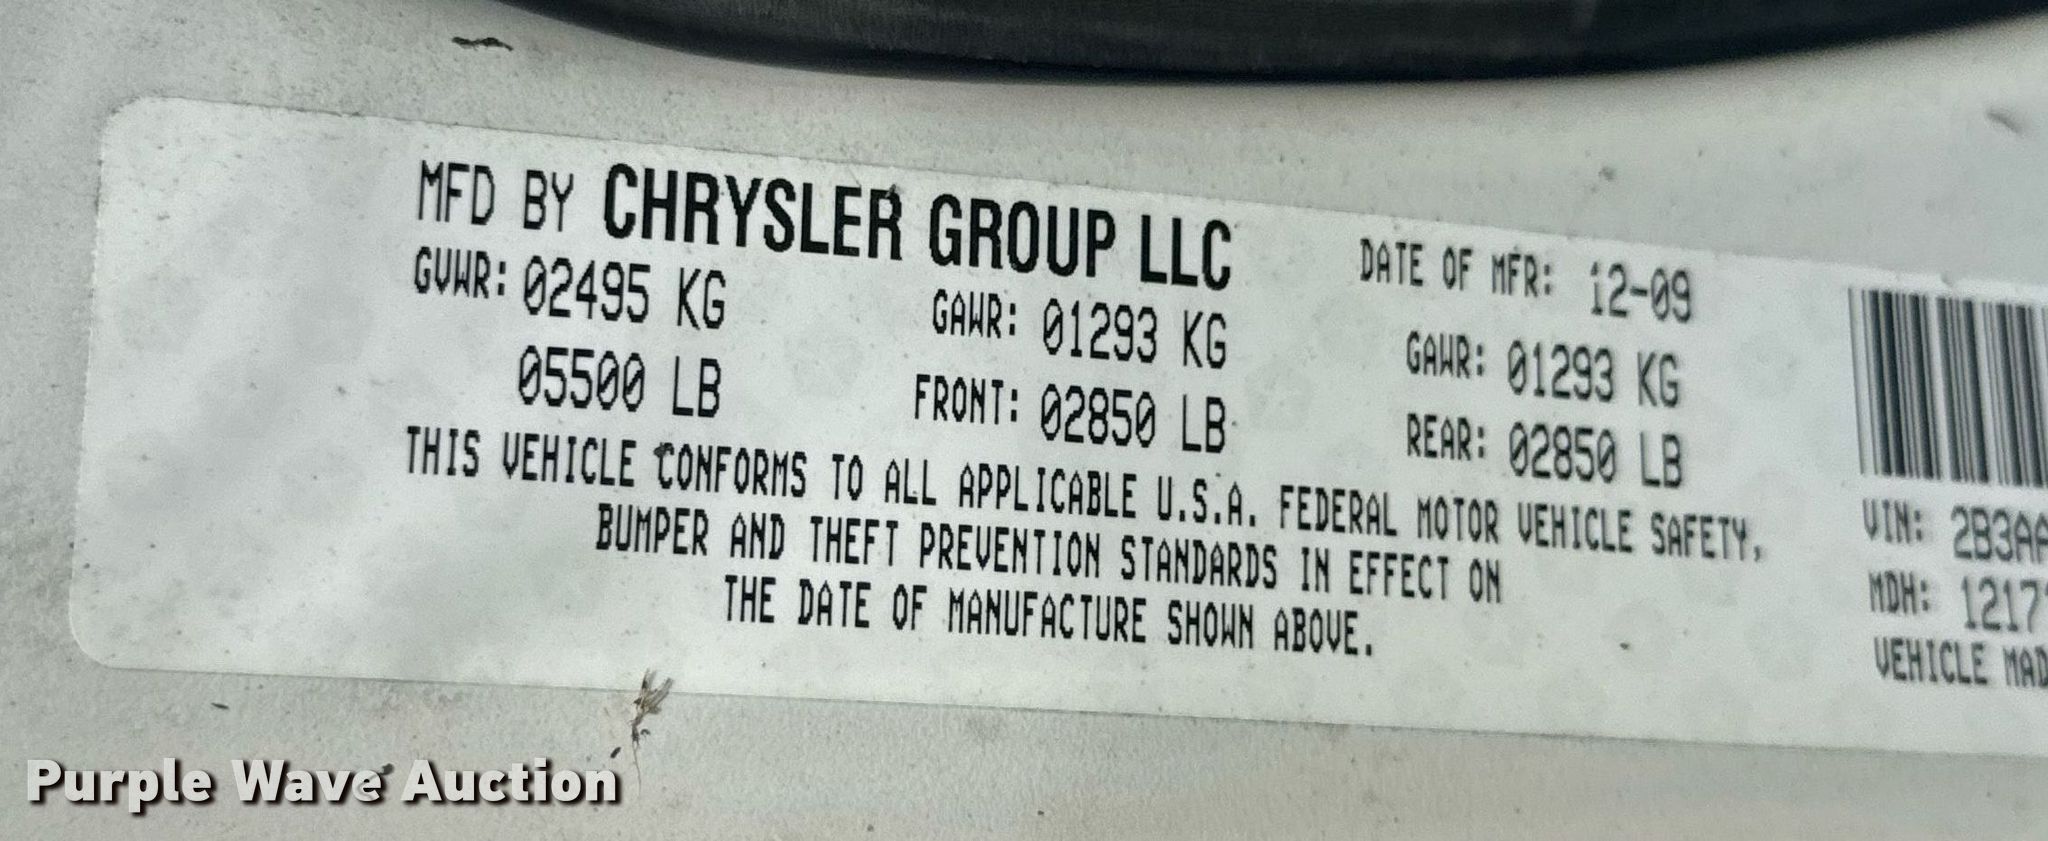 MFD BY CHRYSLER GROUP LLC DATE OF MFR: 12-09
GVWR: 02495 KG GAWR: 01293 KG GAWR: 01293 KG
05500 LB FRONT: 02850 LB REAR: 02850 LB
THIS VEHICLE CONFORMS TO ALL APPLICABLE U.S.A. FEDERAL MOTOR VEHICLE SAFETY,
BUMPER AND THEFT PREVENTION STANDARDS IN EFFECT ON
THE DATE OF MANUFACTURE SHOWN ABOVE.
VIN: 2B3AA
MDH: 1217
VEHICLE MAD
Purple Wave Auction